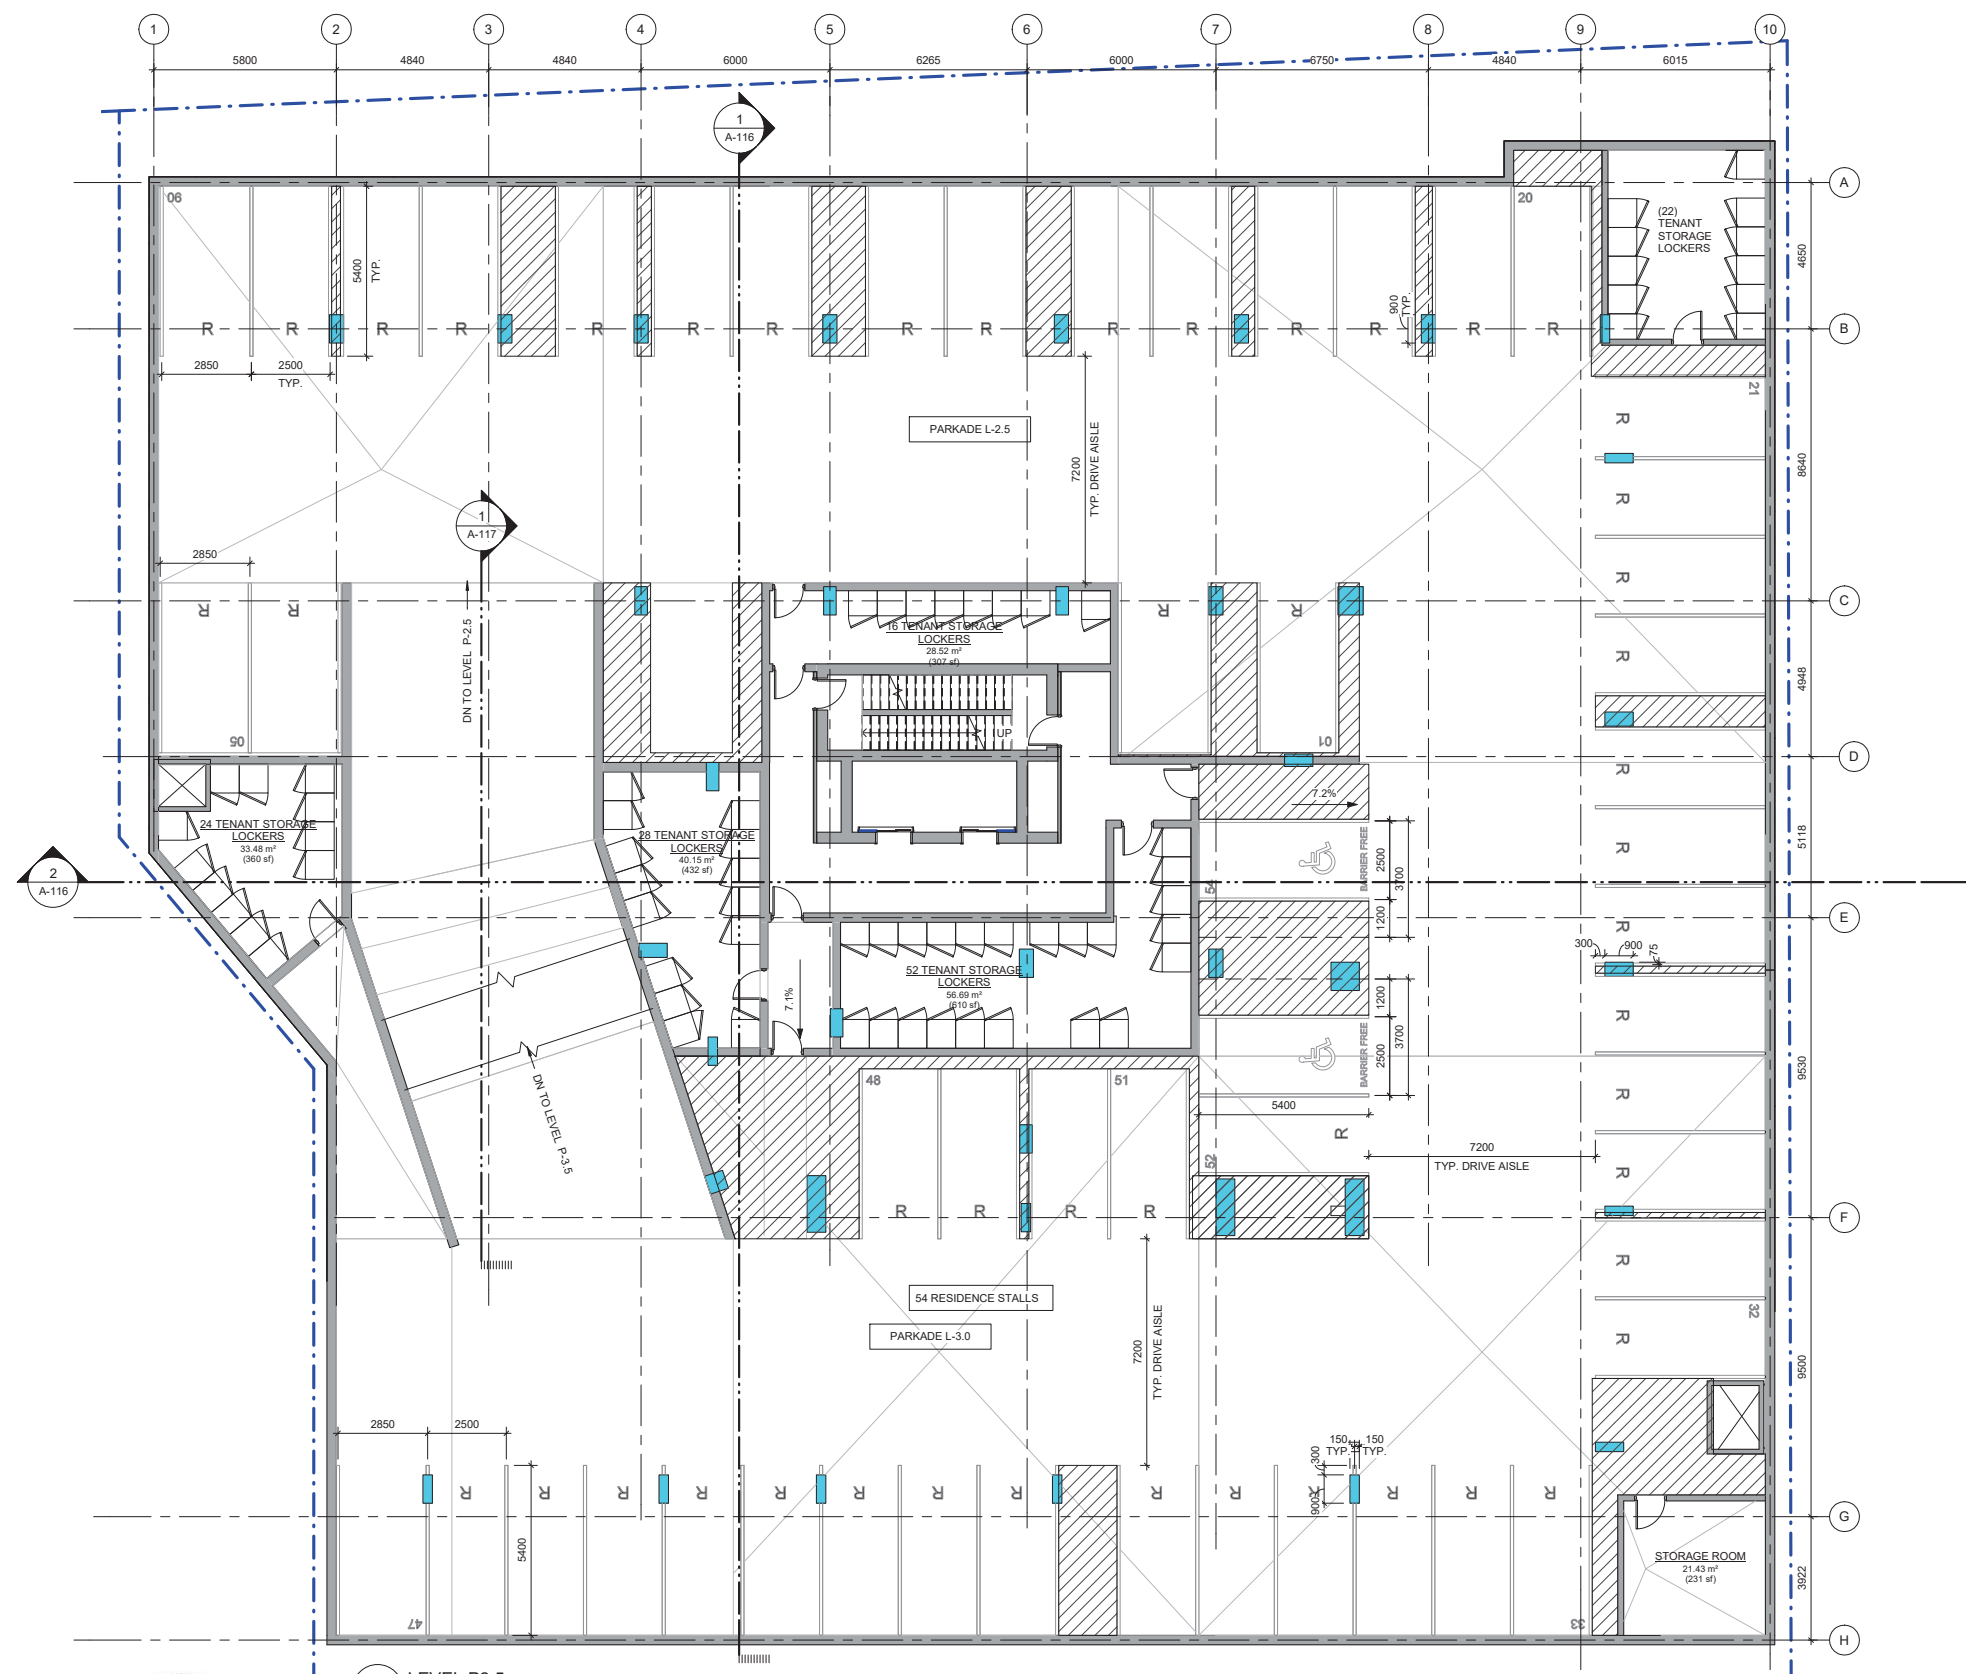 1 2 3 4 5 6 7 8 9 10
5800 4840 4840 6000 6265 6000 6750 4840 6015
1
A-116
A
06
20
(22)
TENANT
STORAGE
LOCKERS
4650
5400
TYP.
900
TYP.
R R R R R R R R R R R R R R R
B
2850 2500
TYP.
21
R
PARKADE L-2.5
7200
TYP. DRIVE AISLE
8640
R
1
A-117
2850
R
R R
R R
C
DN TO LEVEL P-2.5
16 TENANT STORAGE
LOCKERS
28.52 m²
(307 sf)
R
4948
UP
05
01
D
R
7.2%
24 TENANT STORAGE
LOCKERS
33.48 m²
(360 sf)
28 TENANT STORAGE
LOCKERS
40.15 m²
(432 sf)
BARRIER FREE
2500
3700
1200
R
5118
2
A-116
54
E
R
300 900 75
52 TENANT STORAGE
LOCKERS
56.69 m²
(610 sf)
7.1%
1200
3700
2500
BARRIER FREE
R
9530
DN TO LEVEL P-3.5
48
51
R
5400
R
7200
TYP. DRIVE AISLE
52
R
R R R R
F
R
54 RESIDENCE STALLS
PARKADE L-3.0
7200
TYP. DRIVE AISLE
32
R
9500
2850 2500
150 150
TYP. TYP.
300
900
R R R R R R R R R R R R R R
G
5400
STORAGE ROOM
21.43 m²
(231 sf)
3922
47
33
H
LEVEL P2.5